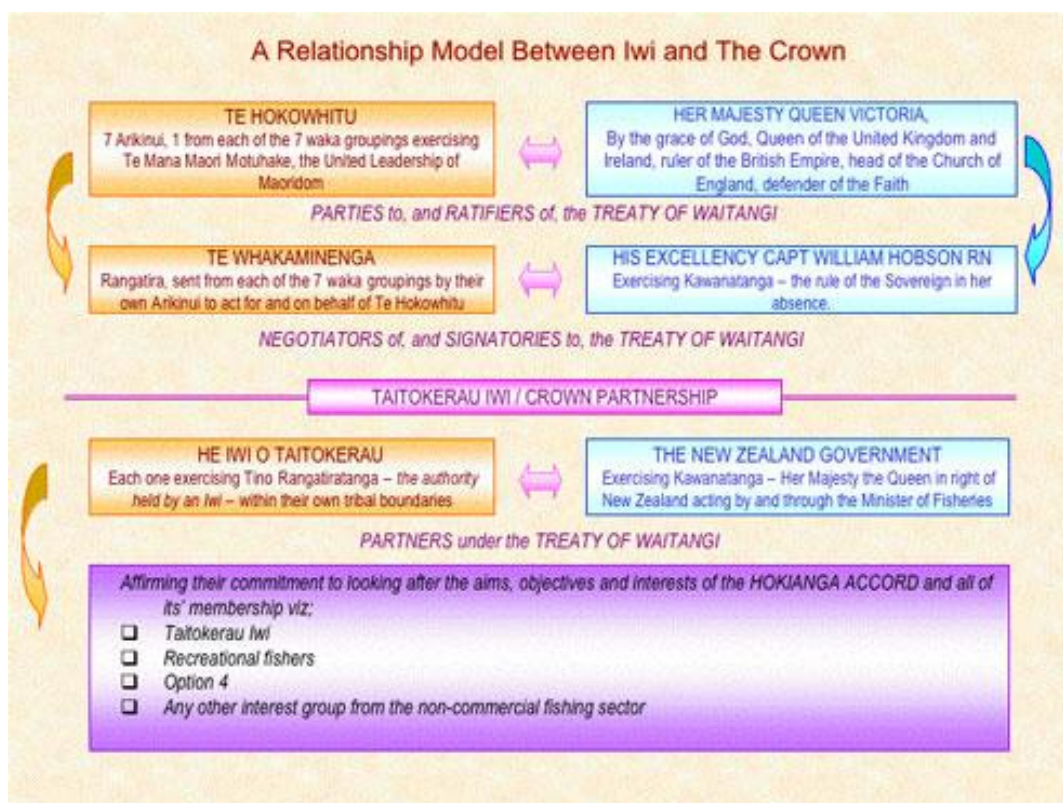 A Relationship Model Between Iwi and The Crown
TE HOKOWHITU
7 Arikinui, 1 from each of the 7 waka groupings exercising
Te Mana Maori Motuhake, the United Leadership of
Maoridom
HER MAJESTY QUEEN VICTORIA,
By the grace of God, Queen of the United Kingdom and
Ireland, ruler of the British Empire, head of the Church of
England, defender of the Faith
PARTIES to, and RATIFIERS of, the TREATY OF WAITANGI
TE WHAKAMINENGA
Rangatira, sent from each of the 7 waka groupings by their
own Arikinui to act for and on behalf of Te Hokowhitu
HIS EXCELLENCY CAPT WILLIAM HOBSON RN
Exercising Kawanatanga – the rule of the Sovereign in her
absence.
NEGOTIATORS of, and SIGNATORIES to, the TREATY OF WAITANGI
TAITOKERAU IWI / CROWN PARTNERSHIP
HE IWI O TAITOKERAU
Each one exercising Tino Rangatiratanga – the authority
held by an Iwi – within their own tribal boundaries
THE NEW ZEALAND GOVERNMENT
Exercising Kawanatanga – Her Majesty the Queen in right of
New Zealand acting by and through the Minister of Fisheries
PARTNERS under the TREATY OF WAITANGI
Affirming their commitment to looking after the aims, objectives and interests of the HOKIANGA ACCORD and all of
its' membership viz;
❑ Taitokerau Iwi
❑ Recreational fishers
❑ Option 4
❑ Any other interest group from the non-commercial fishing sector